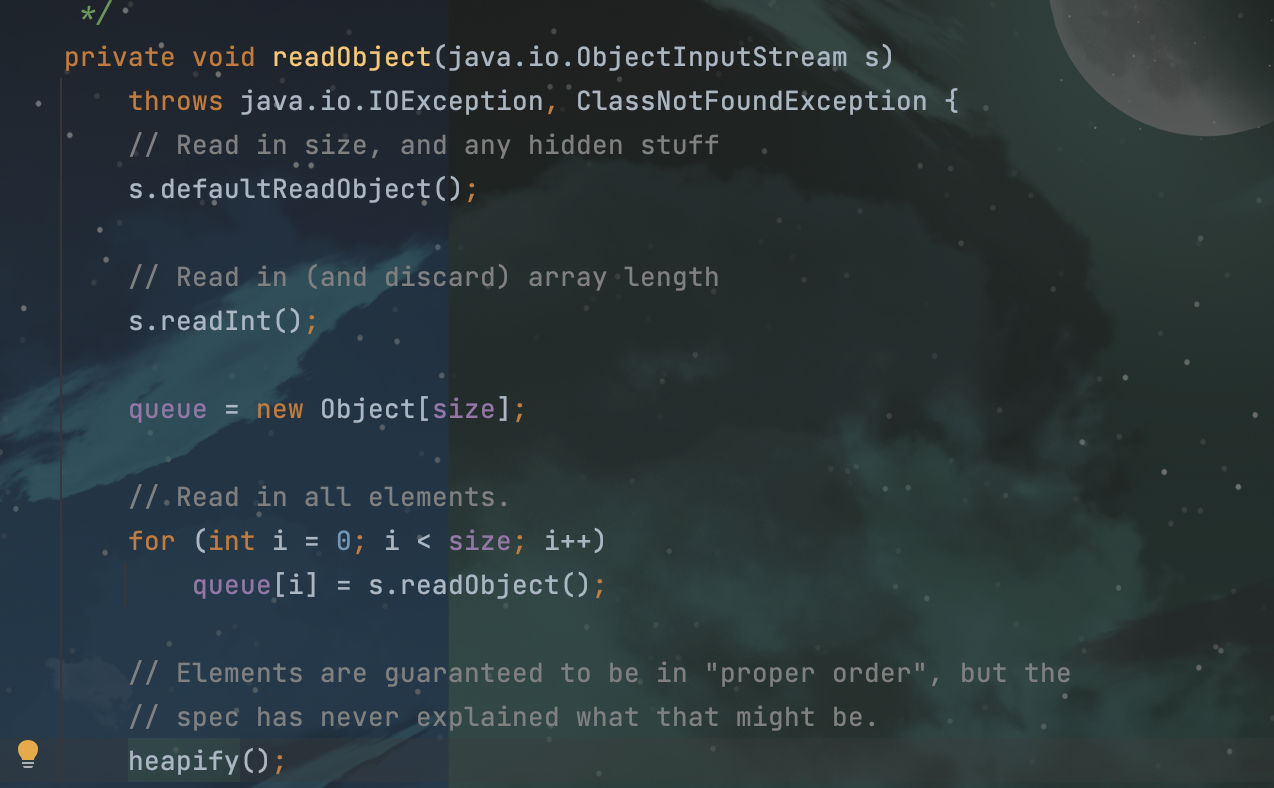 */
private void readObject(java.io.ObjectInputStream s)
throws java.io.IOException, ClassNotFoundException {
// Read in size, and any hidden stuff
s.defaultReadObject();
// Read in (and discard) array length
s.readInt();
queue = new Object[size];
// Read in all elements.
for (int i = 0; i < size; i++)
queue[i] = s.readObject();
// Elements are guaranteed to be in "proper order", but the
// spec has never explained what that might be.
heapify();